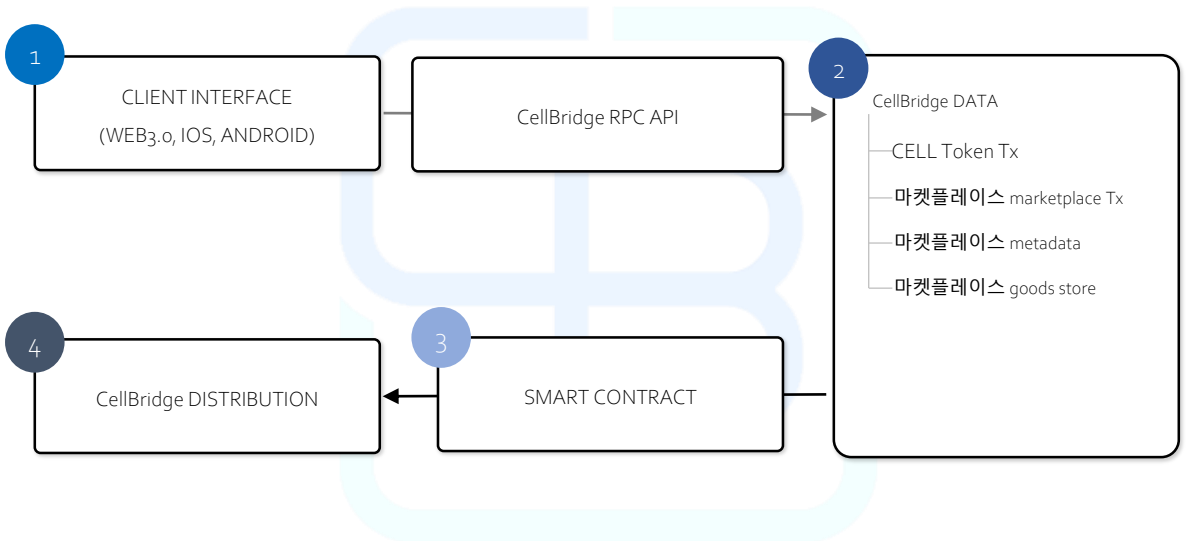 1
CLIENT INTERFACE
(WEB3.0, IOS, ANDROID)
CellBridge RPC API
2
CellBridge DATA
CELL Token Tx
마켓플레이스 marketplace Tx
마켓플레이스 metadata
마켓플레이스 goods store
4
CellBridge DISTRIBUTION
3
SMART CONTRACT